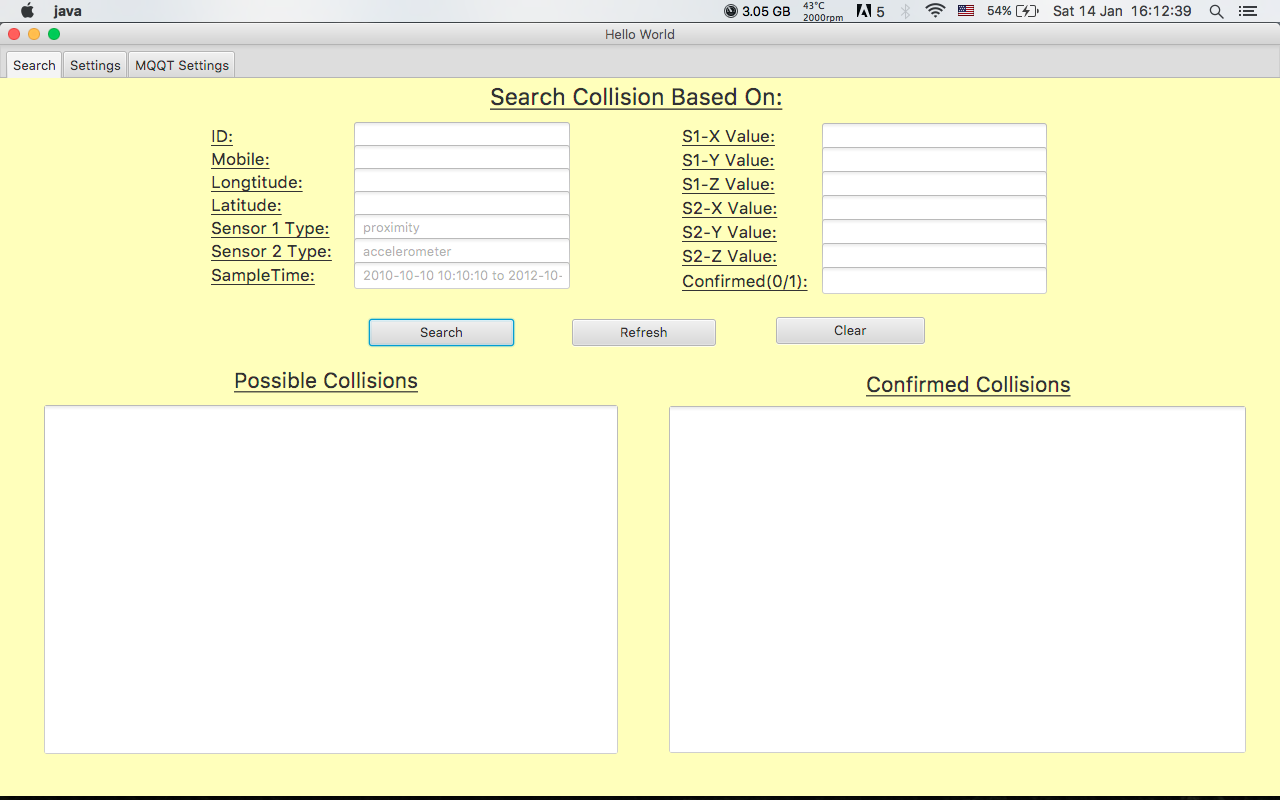 java 3.05 GB 43°C 2000rpm 5 54% Sat 14 Jan 16:12:39
Hello World
Search Settings MQQT Settings
Search Collision Based On:
ID:
Mobile:
Longtitude:
Latitude:
Sensor 1 Type: proximity
Sensor 2 Type: accelerometer
SampleTime: 2010-10-10 10:10:10 to 2012-10-
S1-X Value:
S1-Y Value:
S1-Z Value:
S2-X Value:
S2-Y Value:
S2-Z Value:
Confirmed(0/1):
Search Refresh Clear
Possible Collisions
Confirmed Collisions